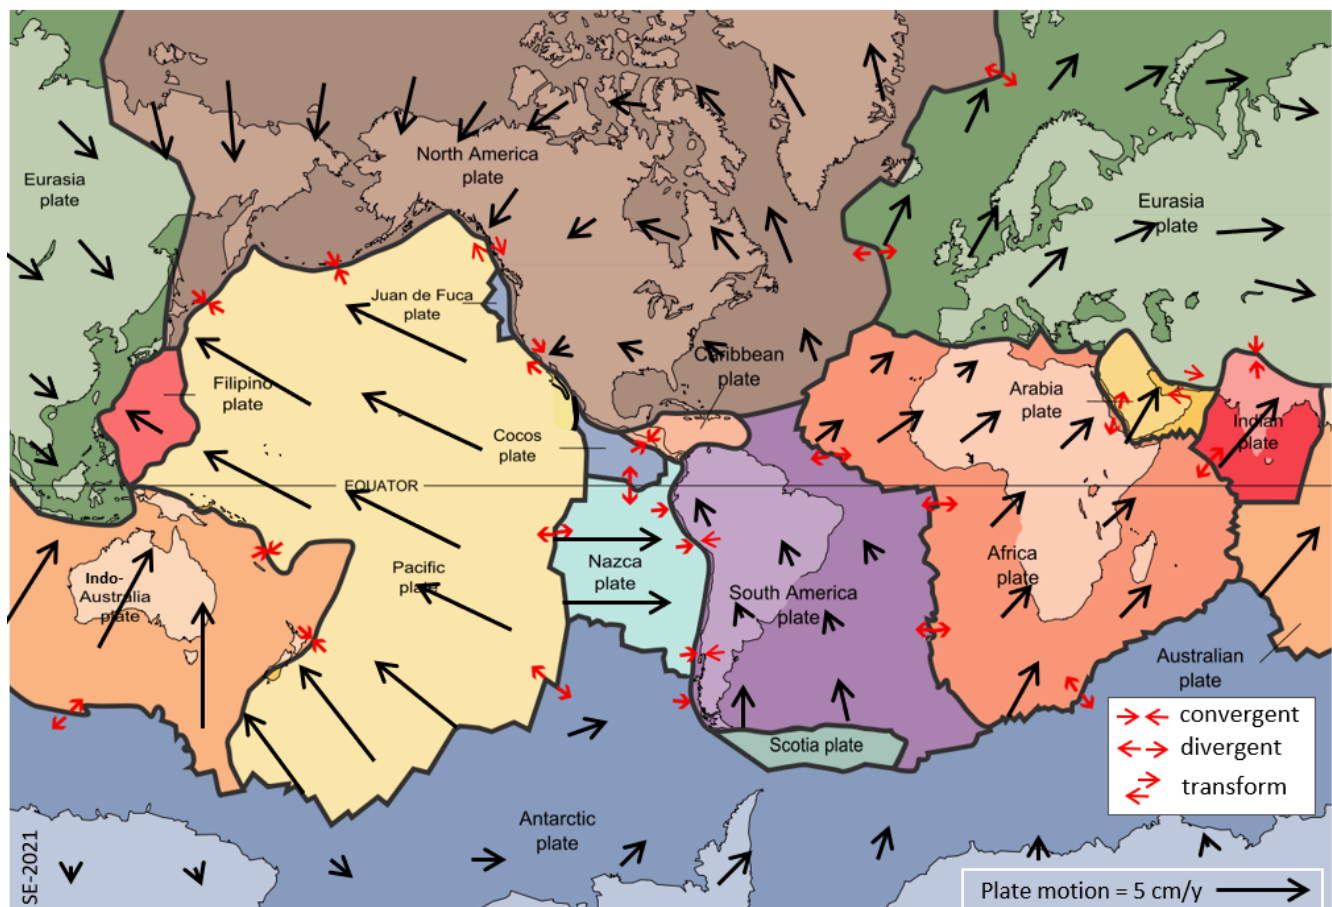 North America
plate
Eurasia
plate
Eurasia
plate
Juan de Fuca
plate
Caribbean
plate
Filipino
plate
Arabia
plate
Cocos
plate
Indian
plate
EQUATOR
Pacific
plate
Nazca
plate
Africa
plate
Indo-
Australia
plate
South America
plate
Australian
plate
Scotia plate
convergent
divergent
transform
Antarctic
plate
SE-2021
Plate motion = 5 cm/y